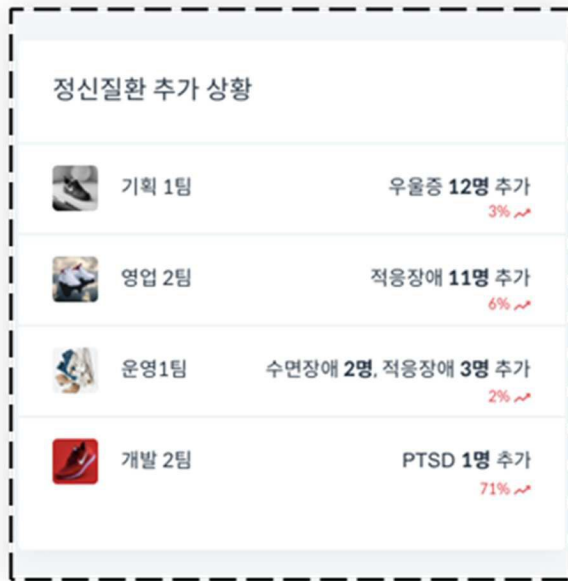 정신질환 추가 상황
기획 1팀
우울증 12명 추가
3%
영업 2팀
적응장애 11명 추가
6%
운영1팀
수면장애 2명, 적응장애 3명 추가
2%
개발 2팀
PTSD 1명 추가
71%